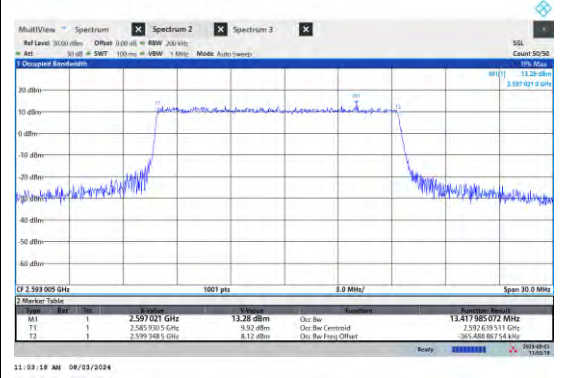 MultiView Spectrum Spectrum 2 Spectrum 3
Ref Level 30.00 dBm Offset 9.00 dB RBW 200 kHz SGL
Att 30 dB SWT 100 ms VBW 1 MHz Mode Auto Sweep Count 50/50
1 Occupied Bandwidth 1Pk Max
M1[1] 13.28 dBm
2.597 021 0 GHz
20 dBm
M1
T1 T2
10 dBm
0 dBm
-10 dBm
-20 dBm
-30 dBm
-40 dBm
-50 dBm
-60 dBm
CF 2.593 005 GHz 1001 pts 3.0 MHz/ Span 30.0 MHz
2 Marker Table
Type Ref Trc X-Value Y-Value Function Function Result
M1 1 2.597 021 GHz 13.28 dBm Occ Bw 13.417 985 072 MHz
T1 1 2.585 930 5 GHz 9.92 dBm Occ Bw Centroid 2.592 639 511 GHz
T2 1 2.599 348 5 GHz 8.12 dBm Occ Bw Freq Offset -365.488 867 54 kHz
Ready
11:03:18 AM 08/03/2024